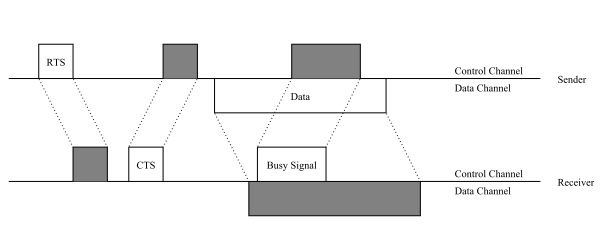 RTS
Control Channel
Data Channel
Sender
Data
CTS
Busy Signal
Control Channel
Data Channel
Receiver